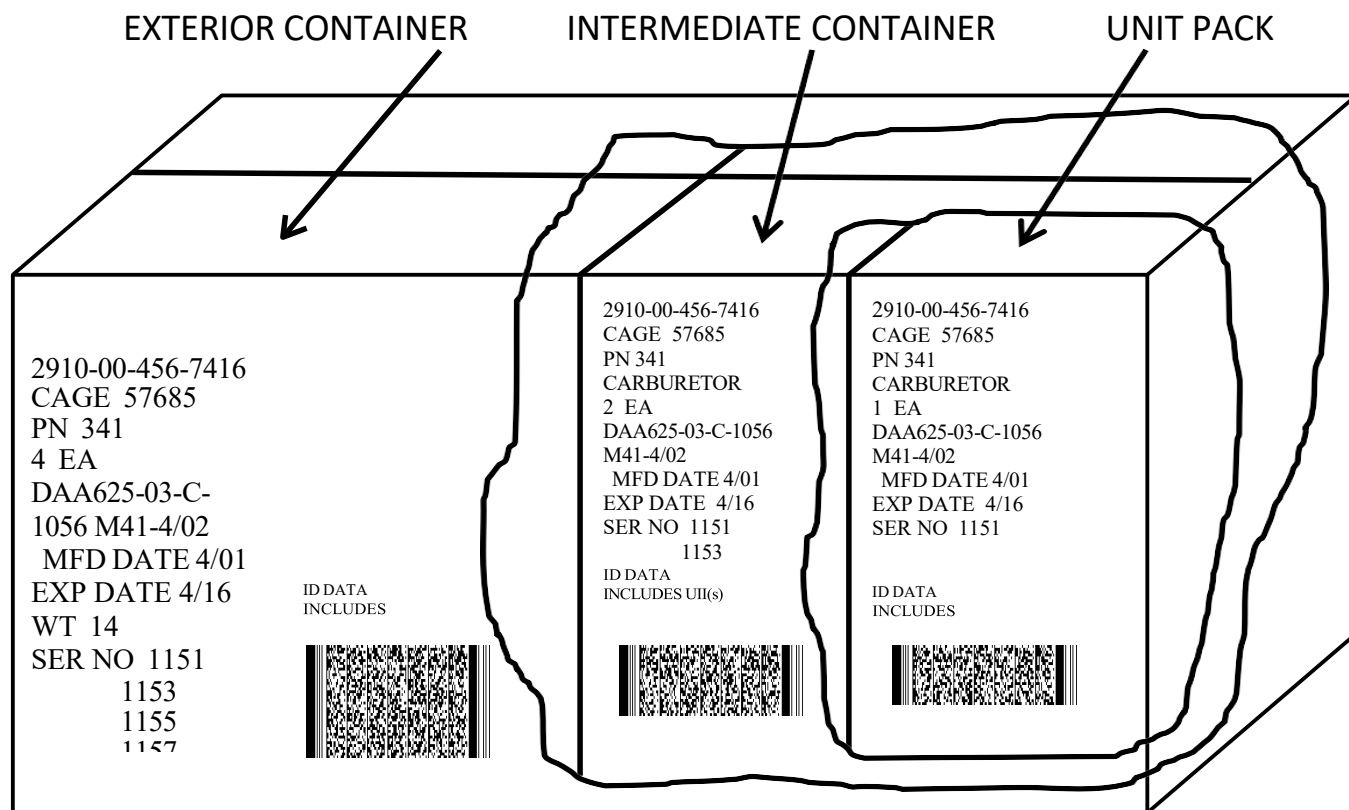 EXTERIOR CONTAINER
INTERMEDIATE CONTAINER
UNIT PACK
2910-00-456-7416
CAGE 57685
PN 341
4 EA
DAA625-03-C-
1056 M41-4/02
MFD DATE 4/01
EXP DATE 4/16
WT 14
SER NO 1151
1153
1155
1157
ID DATA
INCLUDES
2910-00-456-7416
CAGE 57685
PN 341
CARBURETOR
2 EA
DAA625-03-C-1056
M41-4/02
MFD DATE 4/01
EXP DATE 4/16
SER NO 1151
1153
ID DATA
INCLUDES UII(s)
2910-00-456-7416
CAGE 57685
PN 341
CARBURETOR
1 EA
DAA625-03-C-1056
M41-4/02
MFD DATE 4/01
EXP DATE 4/16
SER NO 1151
ID DATA
INCLUDES